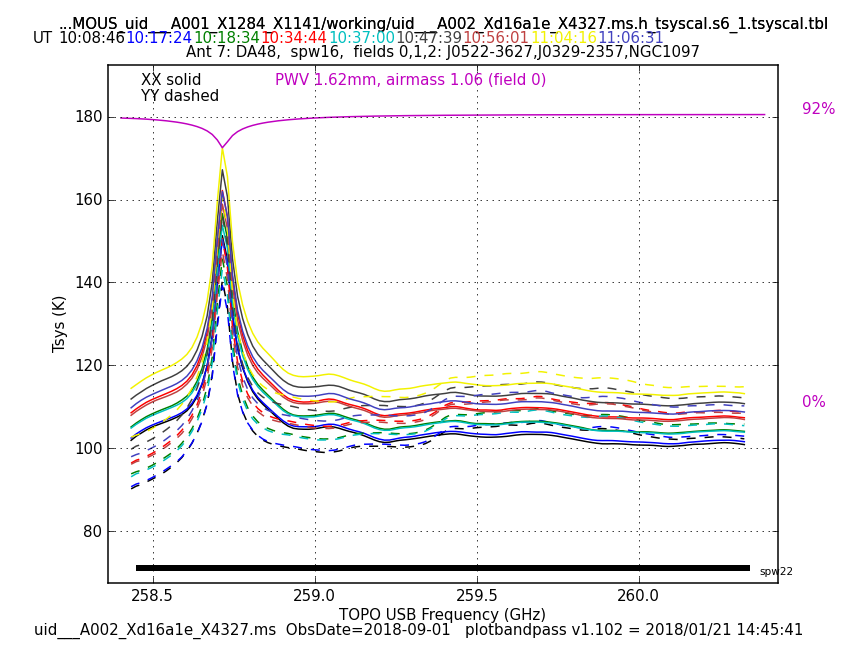 ...MOUS_uid___A001_X1284_X1141/working/uid___A002_Xd16a1e_X4327.ms.h_tsyscal.s6_1.tsyscal.tbl
UT 10:08:46 10:17:24 10:18:34 10:34:44 10:37:00 10:47:39 10:56:01 11:04:16 11:06:31
Ant 7: DA48, spw16, fields 0,1,2: J0522-3627,J0329-2357,NGC1097
XX solid
PWV 1.62mm, airmass 1.06 (field 0)
YY dashed
92%
180
160
140
120
100
80
Tsys (K)
0%
spw22
258.5 259.0 259.5 260.0
TOPO USB Frequency (GHz)
uid___A002_Xd16a1e_X4327.ms ObsDate=2018-09-01 plotbandpass v1.102 = 2018/01/21 14:45:41